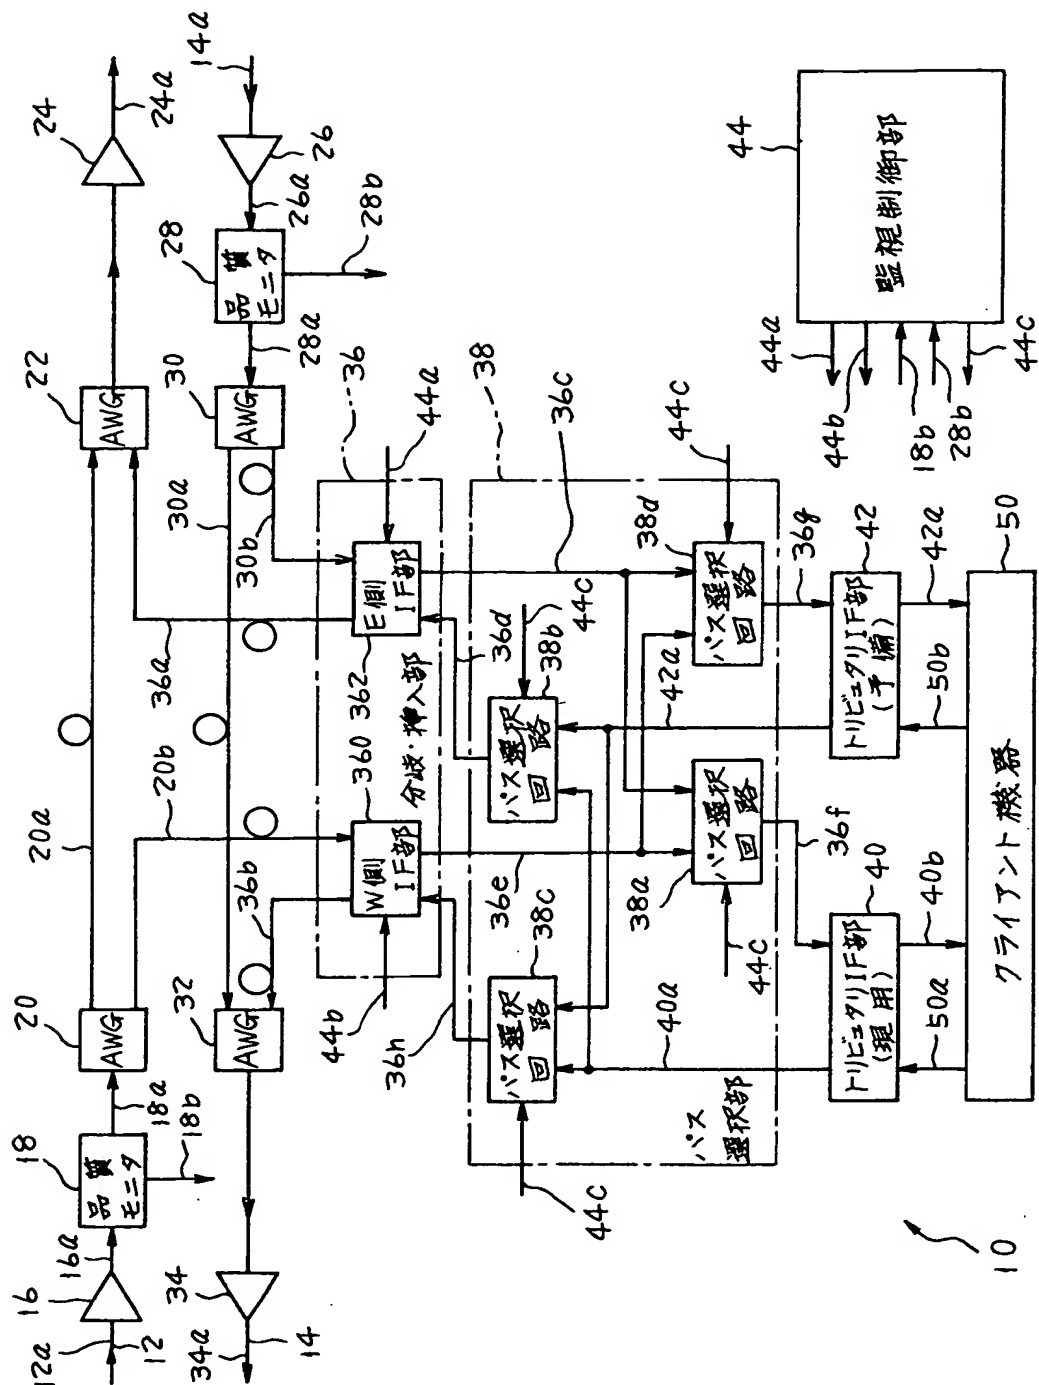 12a
12
16
16a
18
品質
モニタ
18a
18b
20
AWG
20a
20b
22
AWG
24
24a
14a
26
26a
28
品質
モニタ
28a
28b
30
AWG
30a
30b
32
AWG
34
34a
14
36a
36b
36
44a
44b
360
W側
IF部
362
E側
IF部
分岐・挿入部
38
36c
36d
36e
36h
38c
パス選択
回路
38b
パス選択
回路
44c
44c
38a
パス選択
回路
44c
38d
パス選択
回路
44c
40a
42a
パス
選択部
36f
36g
40
トリビュタリIF部
(現用)
42
トリビュタリIF部
(予備)
50a
40b
50b
42a
50
クライアント機器
44
監視制御部
44a
44b
18b
28b
44c
10